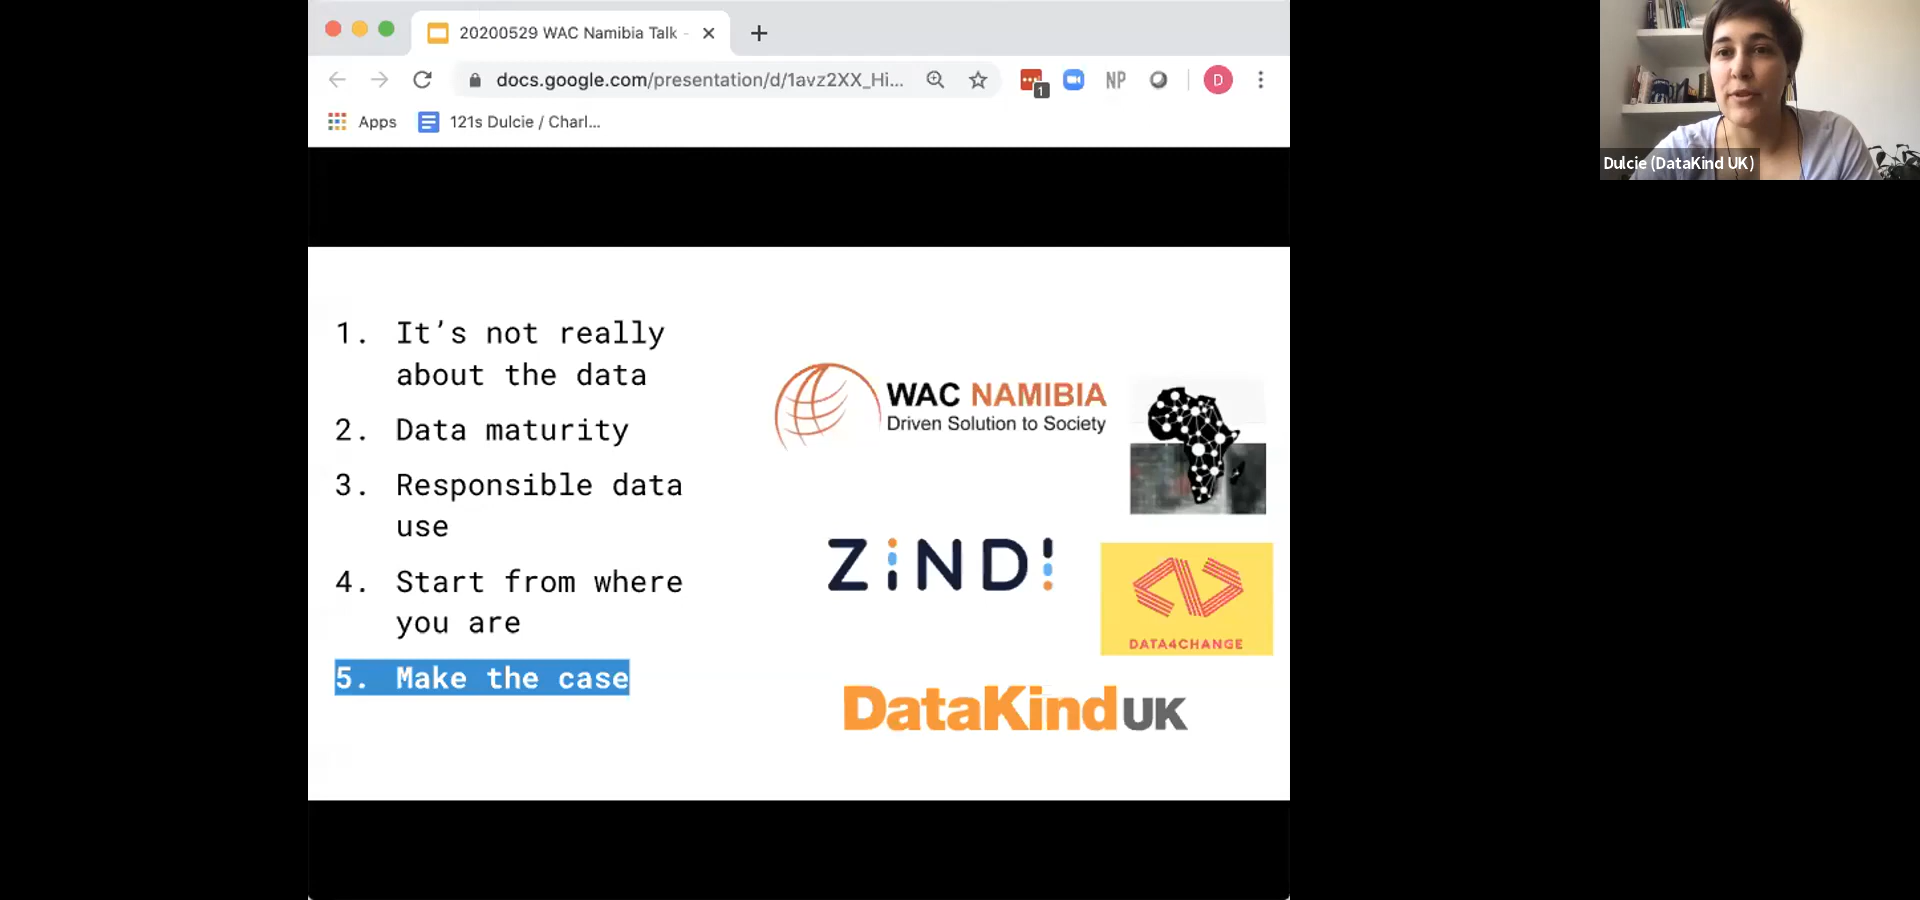 20200529 WAC Namibia Talk -
docs.google.com/presentation/d/1avz2XX_Hi...
1
NP
D
Apps
121s Dulcie / Charl...
Dulcie (DataKind UK)
1. It's not really
about the data
2. Data maturity
3. Responsible data
use
4. Start from where
you are
5. Make the case
WAC NAMIBIA
Driven Solution to Society
ZiNDI
DATA4CHANGE
DataKind UK